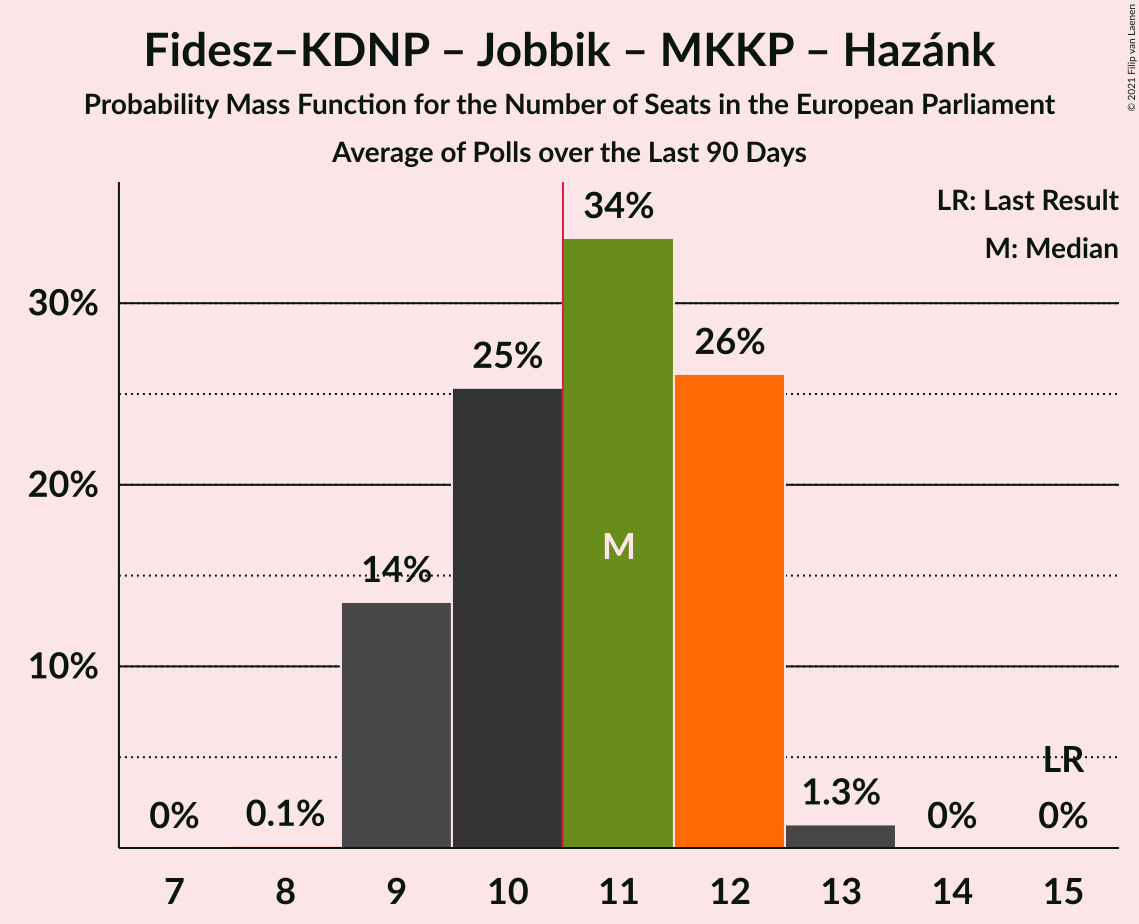 Fidesz–KDNP – Jobbik – MKKP – Hazánk
Probability Mass Function for the Number of Seats in the European Parliament
Average of Polls over the Last 90 Days
© 2021 Filip van Laenen
LR: Last Result
M: Median
34%
30%
26%
25%
20%
M
14%
10%
LR
1.3%
0%
0.1%
0%
0%
7 8 9 10 11 12 13 14 15